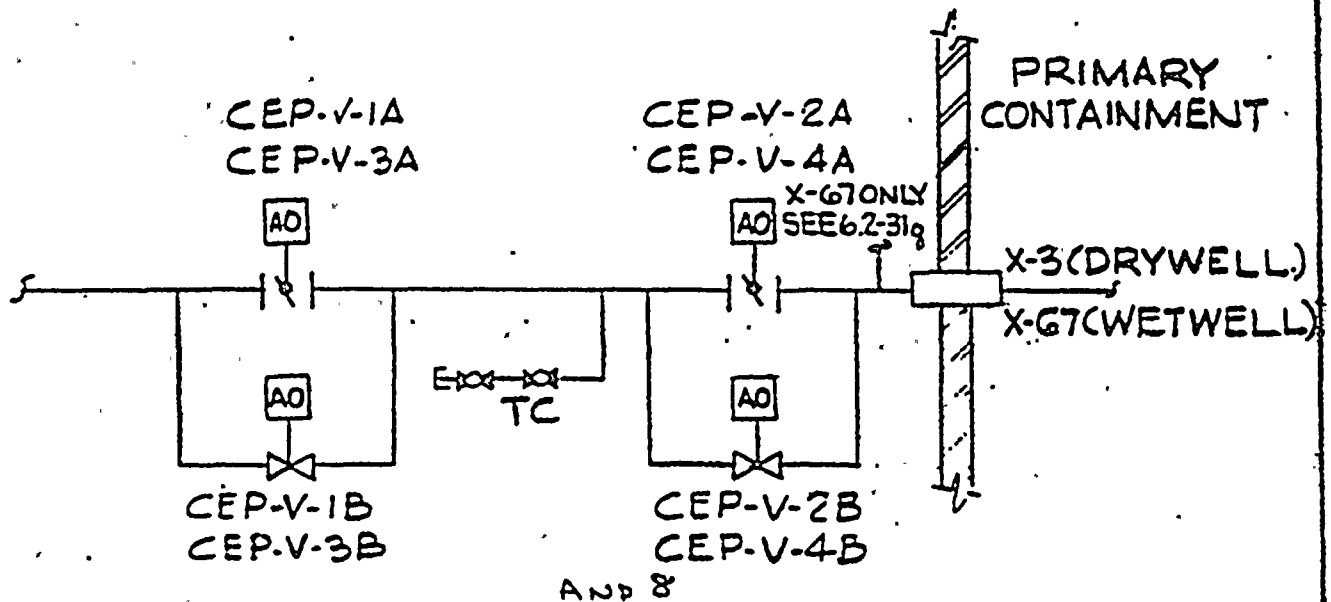 PRIMARY
CONTAINMENT
CEP-V-1A
CEP-V-3A
CEP-V-2A
CEP-V-4A
X-67 ONLY
SEE 6.2-31g
AO
AO
X-3 (DRYWELL)
X-67 (WETWELL)
TC
AO
AO
CEP-V-1B
CEP-V-3B
CEP-V-2B
CEP-V-4B
AND 8